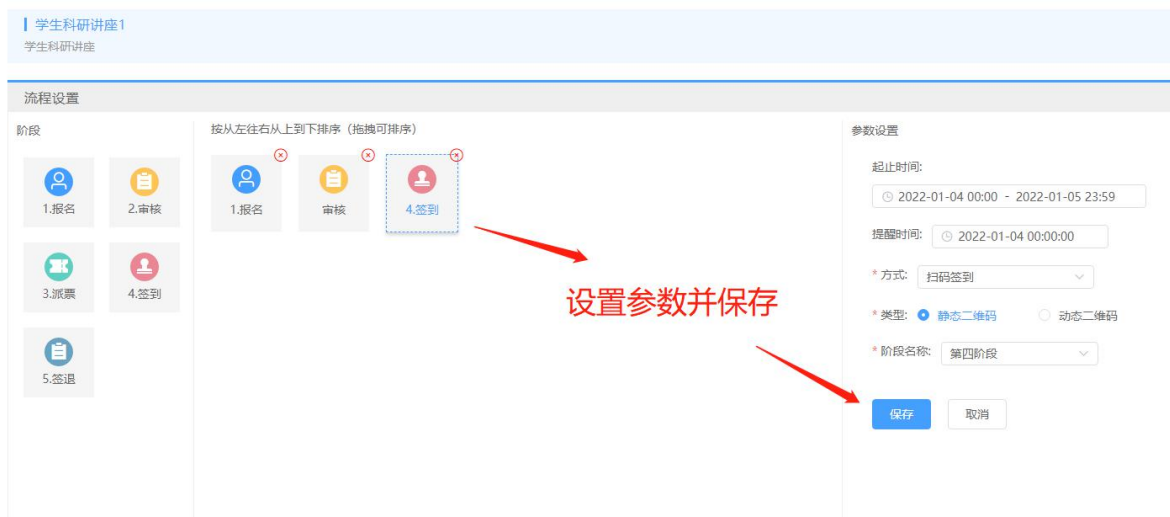 学生科研讲座1
学生科研讲座
流程设置
阶段
1.报名
2.审核
3.派票
4.签到
5.签退
按从左往右从上到下排序（拖拽可排序）
1.报名
审核
4.签到
设置参数并保存
参数设置
起止时间:
2022-01-04 00:00 - 2022-01-05 23:59
提醒时间: 2022-01-04 00:00:00
* 方式: 扫码签到
* 类型: 静态二维码 动态二维码
* 阶段名称: 第四阶段
保存 取消